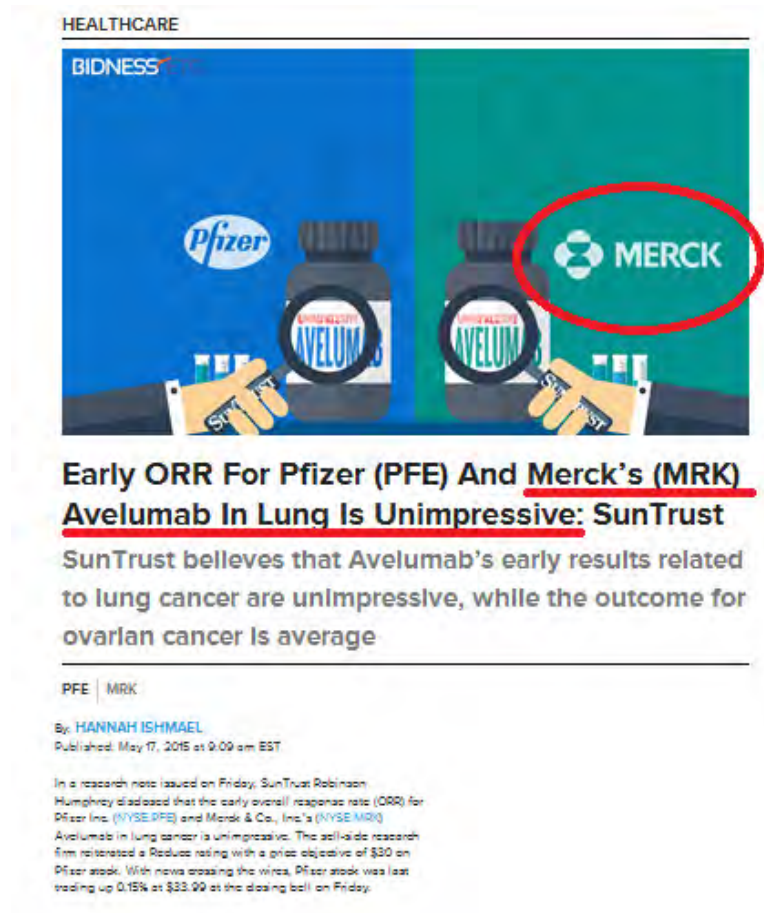 HEALTHCARE
BIDNESS
Pfizer
MERCK
AVELUMAB
AVELUMAB
SUNTRUST
SUNTRUST
Early ORR For Pfizer (PFE) And Merck's (MRK)
Avelumab In Lung Is Unimpressive: SunTrust
SunTrust believes that Avelumab's early results related
to lung cancer are unimpressive, while the outcome for
ovarian cancer is average
PFE | MRK
By: HANNAH ISHMAEL
Published: May 17, 2015 at 9:09 am EST
In a research note issued on Friday, SunTrust Robinson
Humphrey disclosed that the early overall response rate (ORR) for
Pfizer Inc. (NYSE:PFE) and Merck & Co., Inc.'s (NYSE:MRK)
Avelumab in lung cancer is unimpressive. The sell-side research
firm reiterated a Reduce rating with a price objective of $30 on
Pfizer stock. With news crossing the wires, Pfizer stock was last
trading up 0.15% at $33.99 at the closing bell on Friday.